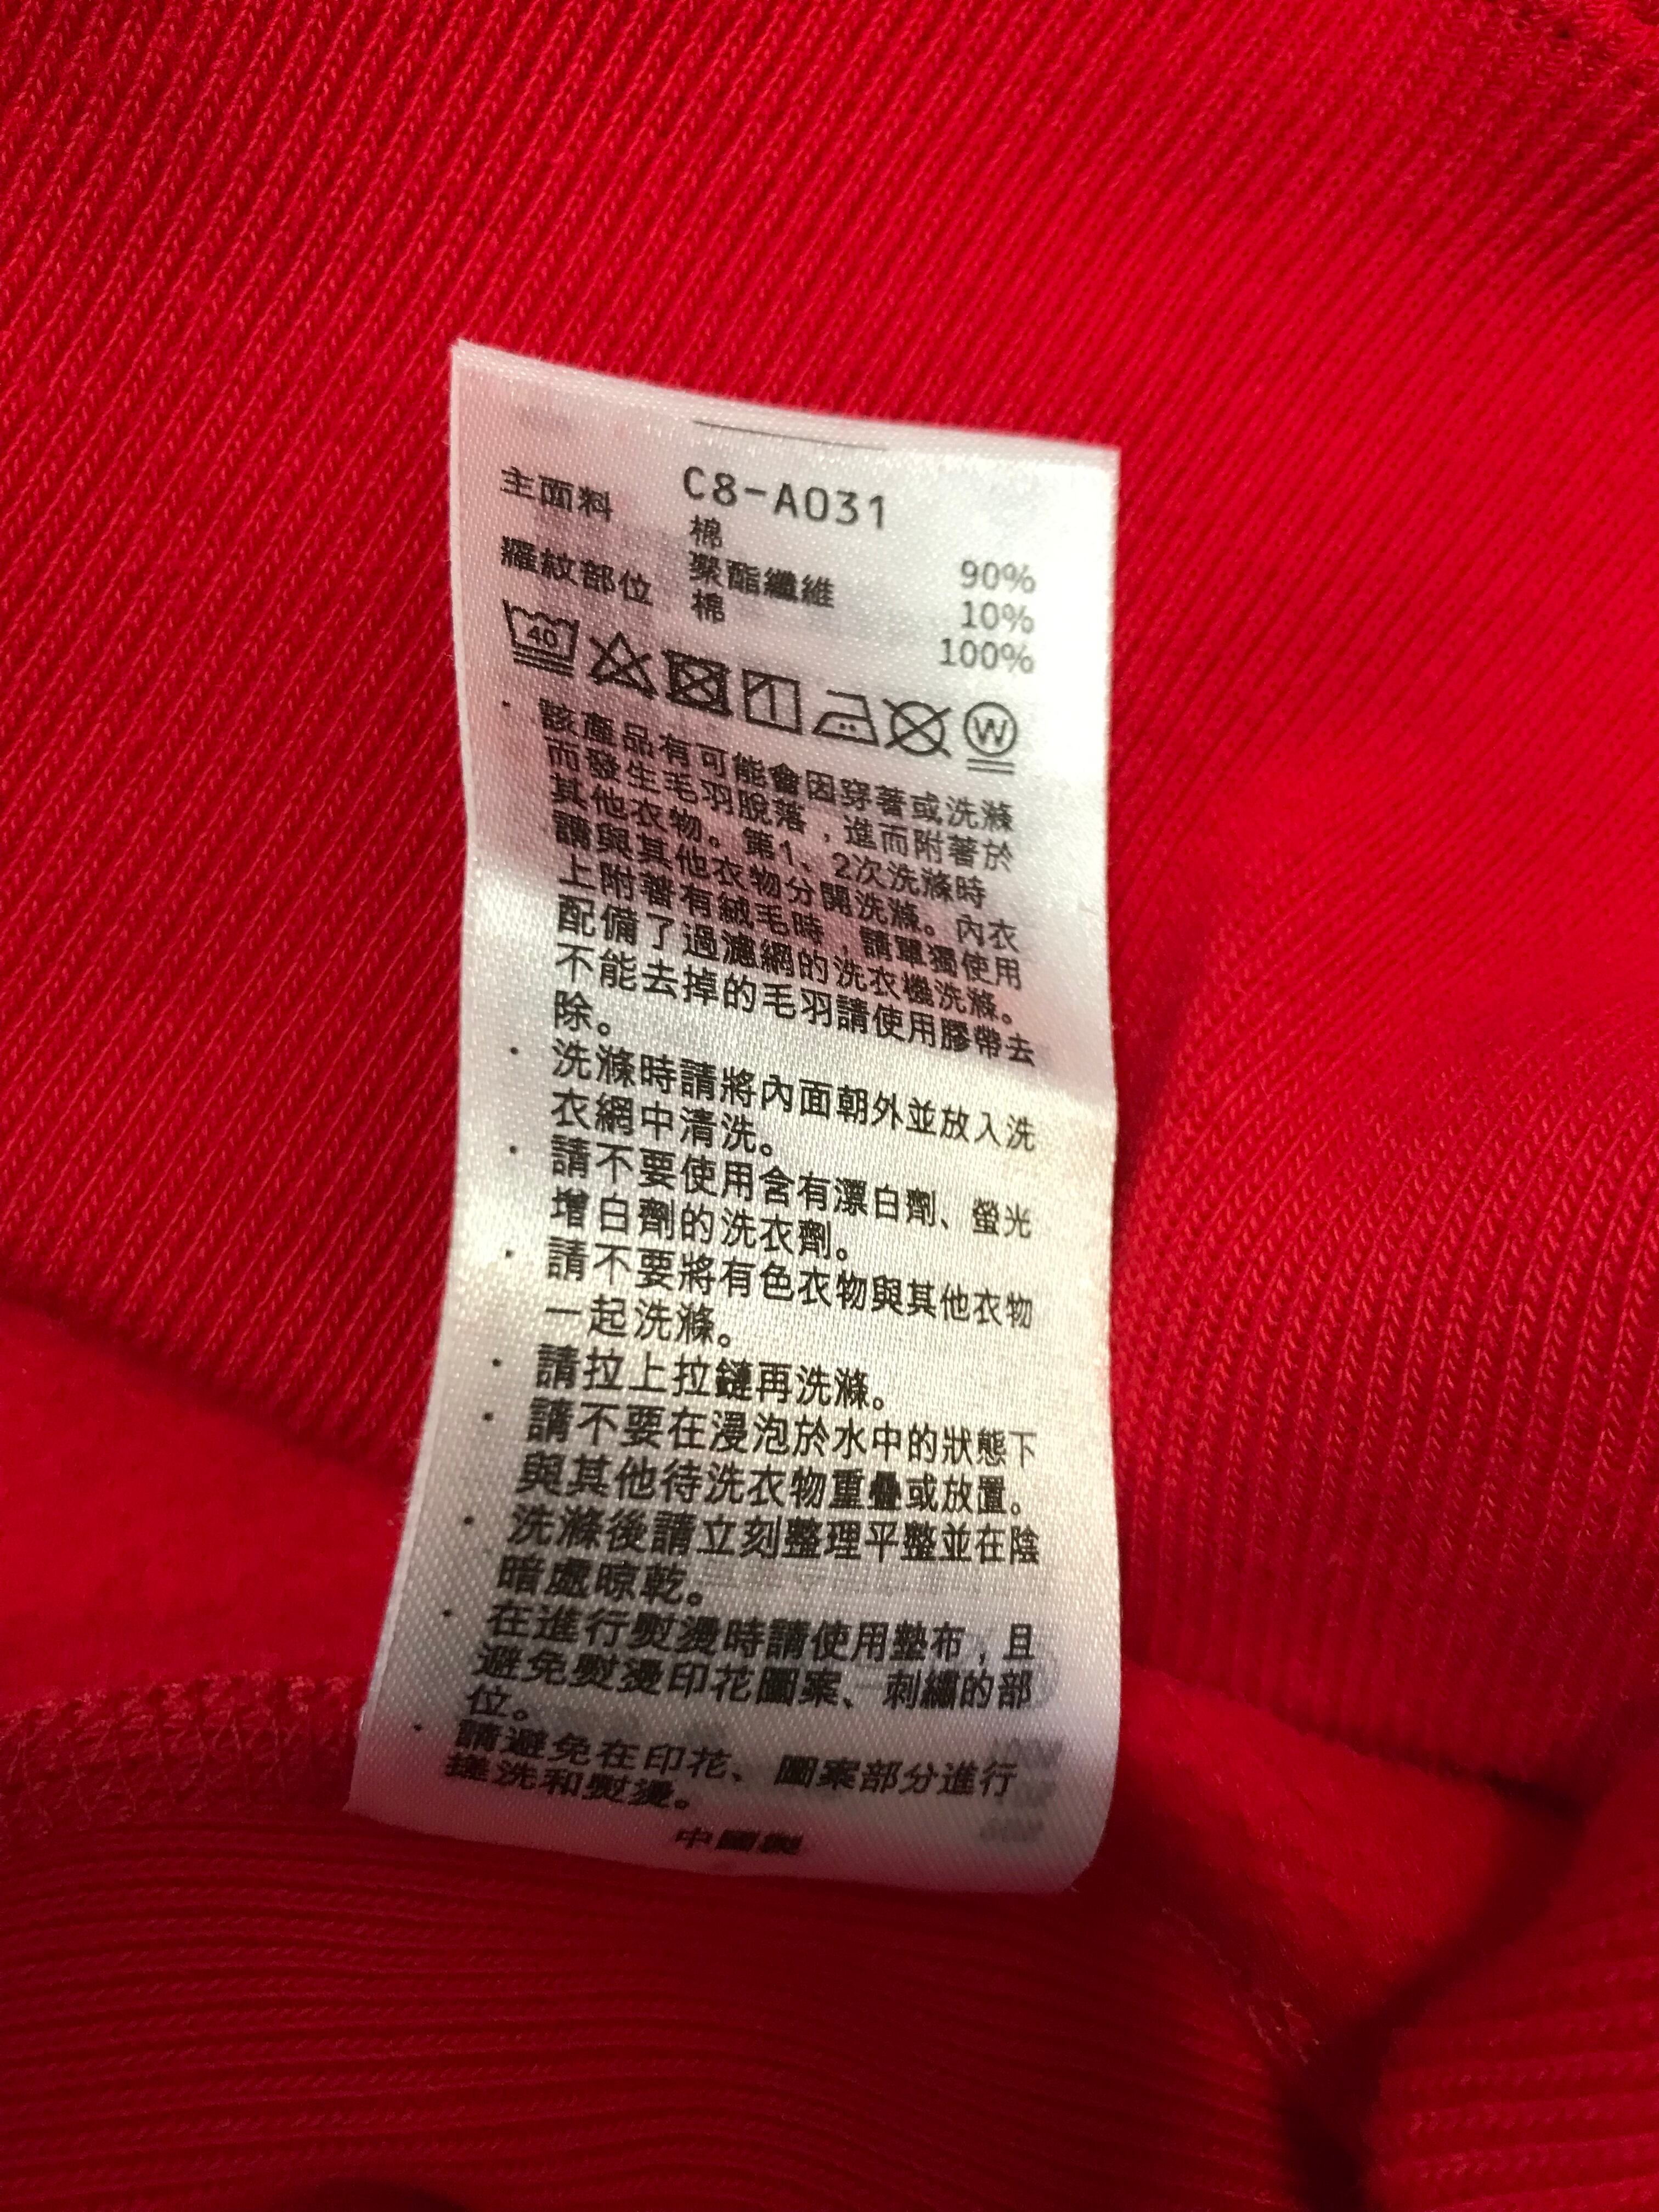 C8-A031
主面料 棉 90%
聚酯纖維 10%
羅紋部位 棉 100%
40
W
· 該產品有可能會因穿著或洗滌
而發生毛羽脫落，進而附著於
其他衣物。第1、2次洗滌時
請與其他衣物分開洗滌。內衣
上附著有絨毛時，請單獨使用
配備了過濾網的洗衣機洗滌。
不能去掉的毛羽請使用膠帶去
除。
· 洗滌時請將內面朝外並放入洗
衣網中清洗。
· 請不要使用含有漂白劑、螢光
增白劑的洗衣劑。
· 請不要將有色衣物與其他衣物
一起洗滌。
· 請拉上拉鏈再洗滌。
· 請不要在浸泡於水中的狀態下
與其他待洗衣物重疊或放置。
· 洗滌後請立刻整理平整並在陰
暗處晾乾。
· 在進行熨燙時請使用墊布，且
避免熨燙印花圖案、刺繡的部
位。
· 請避免在印花、圖案部分進行
搓洗和熨燙。
中國製